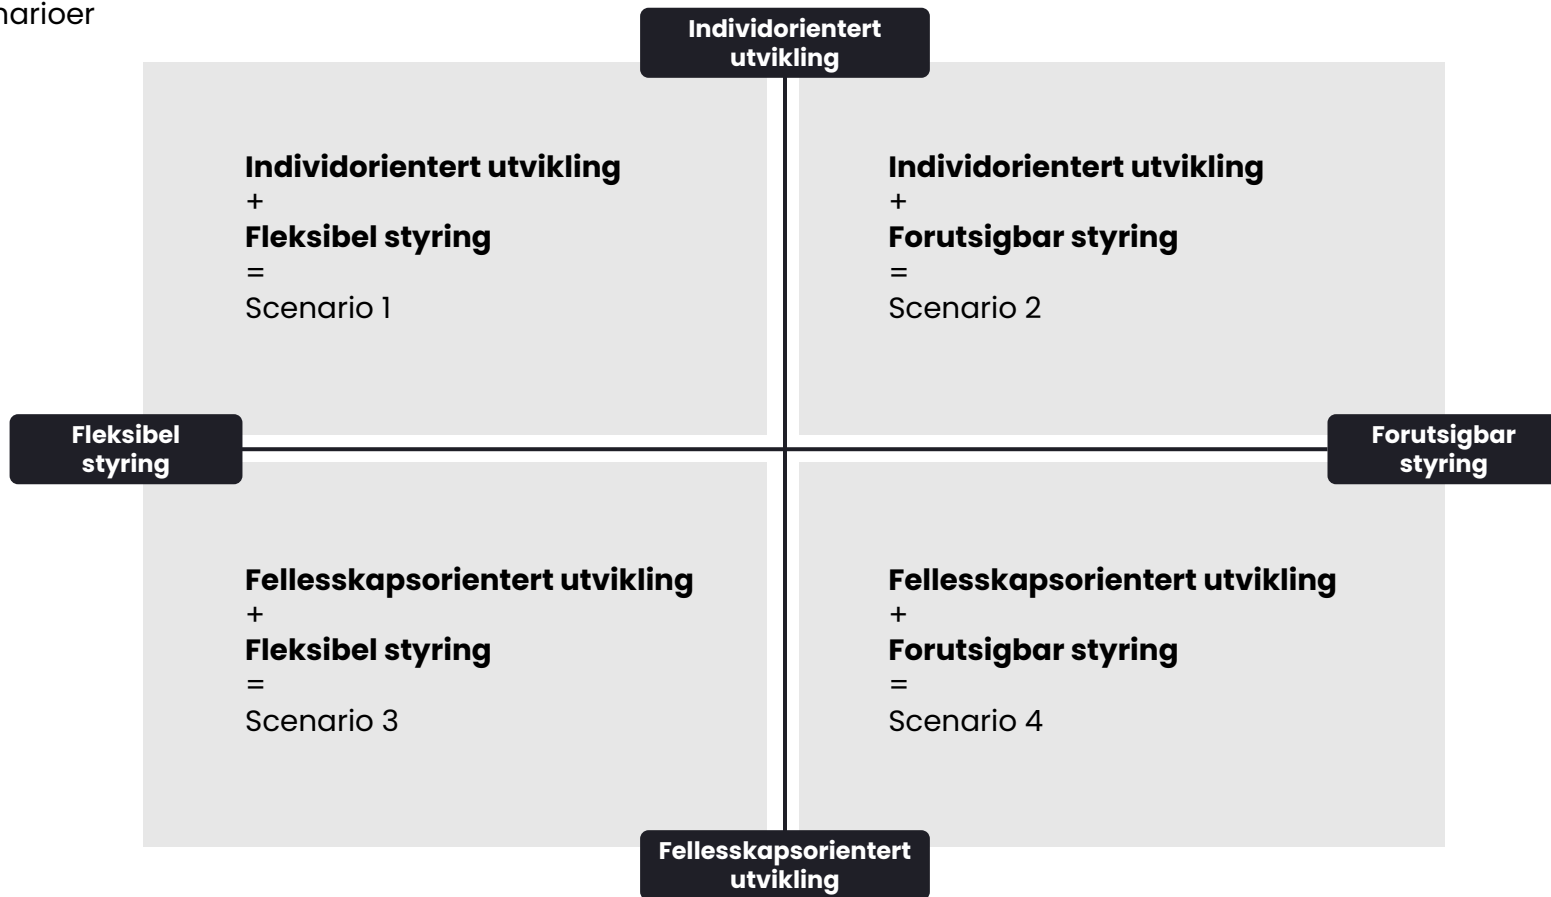 Individorientert
utvikling
Individorientert utvikling
+
Fleksibel styring
=
Scenario 1
Individorientert utvikling
+
Forutsigbar styring
=
Scenario 2
Fleksibel
styring
Forutsigbar
styring
Fellesskapsorientert utvikling
+
Fleksibel styring
=
Scenario 3
Fellesskapsorientert utvikling
+
Forutsigbar styring
=
Scenario 4
Fellesskapsorientert
utvikling